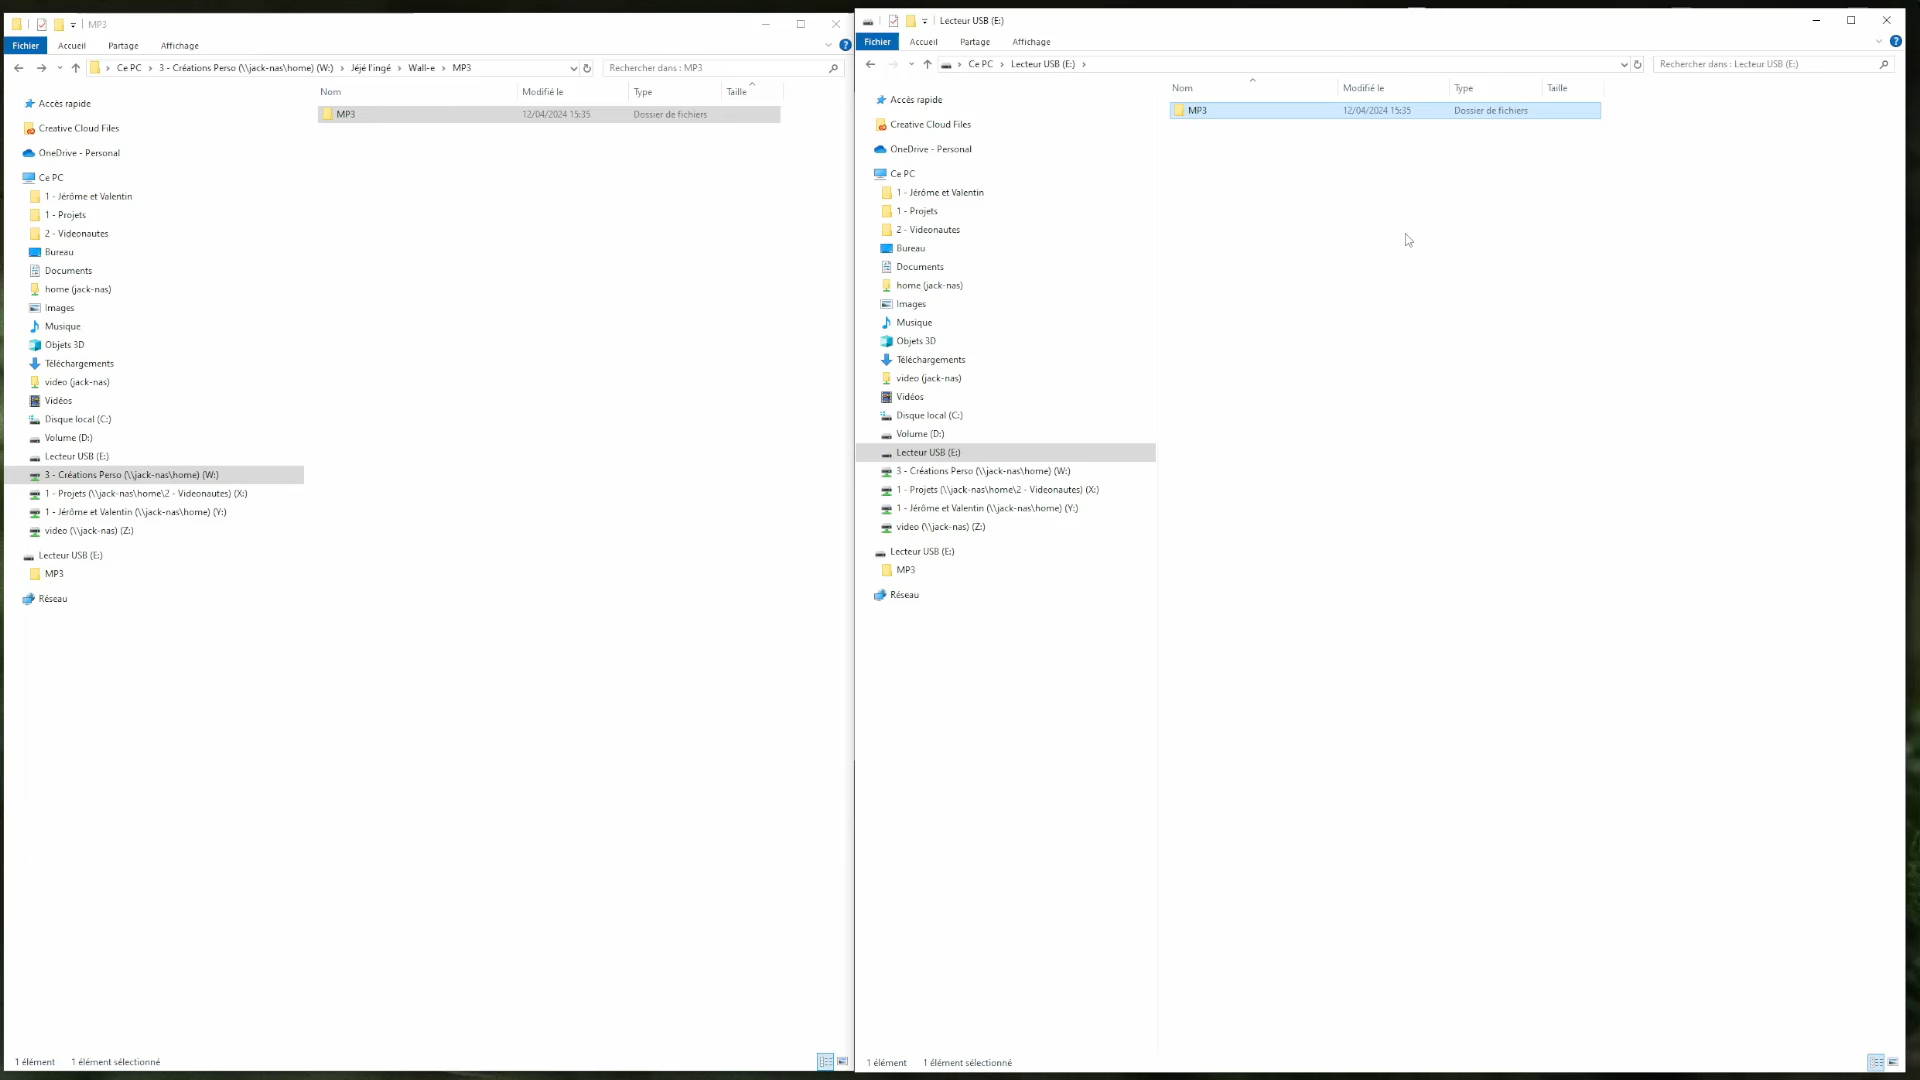 MP3
Fichier Accueil Partage Affichage
Ce PC 3 - Créations Perso (\\jack-nas\home) (W:) Jéjé l'ingé Wall-e MP3
Rechercher dans : MP3
Nom Modifié le Type Taille
MP3 12/04/2024 15:35 Dossier de fichiers
Accès rapide
Creative Cloud Files
OneDrive - Personal
Ce PC
1 - Jérôme et Valentin
1 - Projets
2 - Videonautes
Bureau
Documents
home (jack-nas)
Images
Musique
Objets 3D
Téléchargements
video (jack-nas)
Vidéos
Disque local (C:)
Volume (D:)
Lecteur USB (E:)
3 - Créations Perso (\\jack-nas\home) (W:)
1 - Projets (\\jack-nas\home\2 - Videonautes) (X:)
1 - Jérôme et Valentin (\\jack-nas\home) (Y:)
video (\\jack-nas) (Z:)
Lecteur USB (E:)
MP3
Réseau
1 élément 1 élément sélectionné
Lecteur USB (E:)
Fichier Accueil Partage Affichage
Ce PC Lecteur USB (E:)
Rechercher dans : Lecteur USB (E:)
Nom Modifié le Type Taille
MP3 12/04/2024 15:35 Dossier de fichiers
Accès rapide
Creative Cloud Files
OneDrive - Personal
Ce PC
1 - Jérôme et Valentin
1 - Projets
2 - Videonautes
Bureau
Documents
home (jack-nas)
Images
Musique
Objets 3D
Téléchargements
video (jack-nas)
Vidéos
Disque local (C:)
Volume (D:)
Lecteur USB (E:)
3 - Créations Perso (\\jack-nas\home) (W:)
1 - Projets (\\jack-nas\home\2 - Videonautes) (X:)
1 - Jérôme et Valentin (\\jack-nas\home) (Y:)
video (\\jack-nas) (Z:)
Lecteur USB (E:)
MP3
Réseau
1 élément 1 élément sélectionné